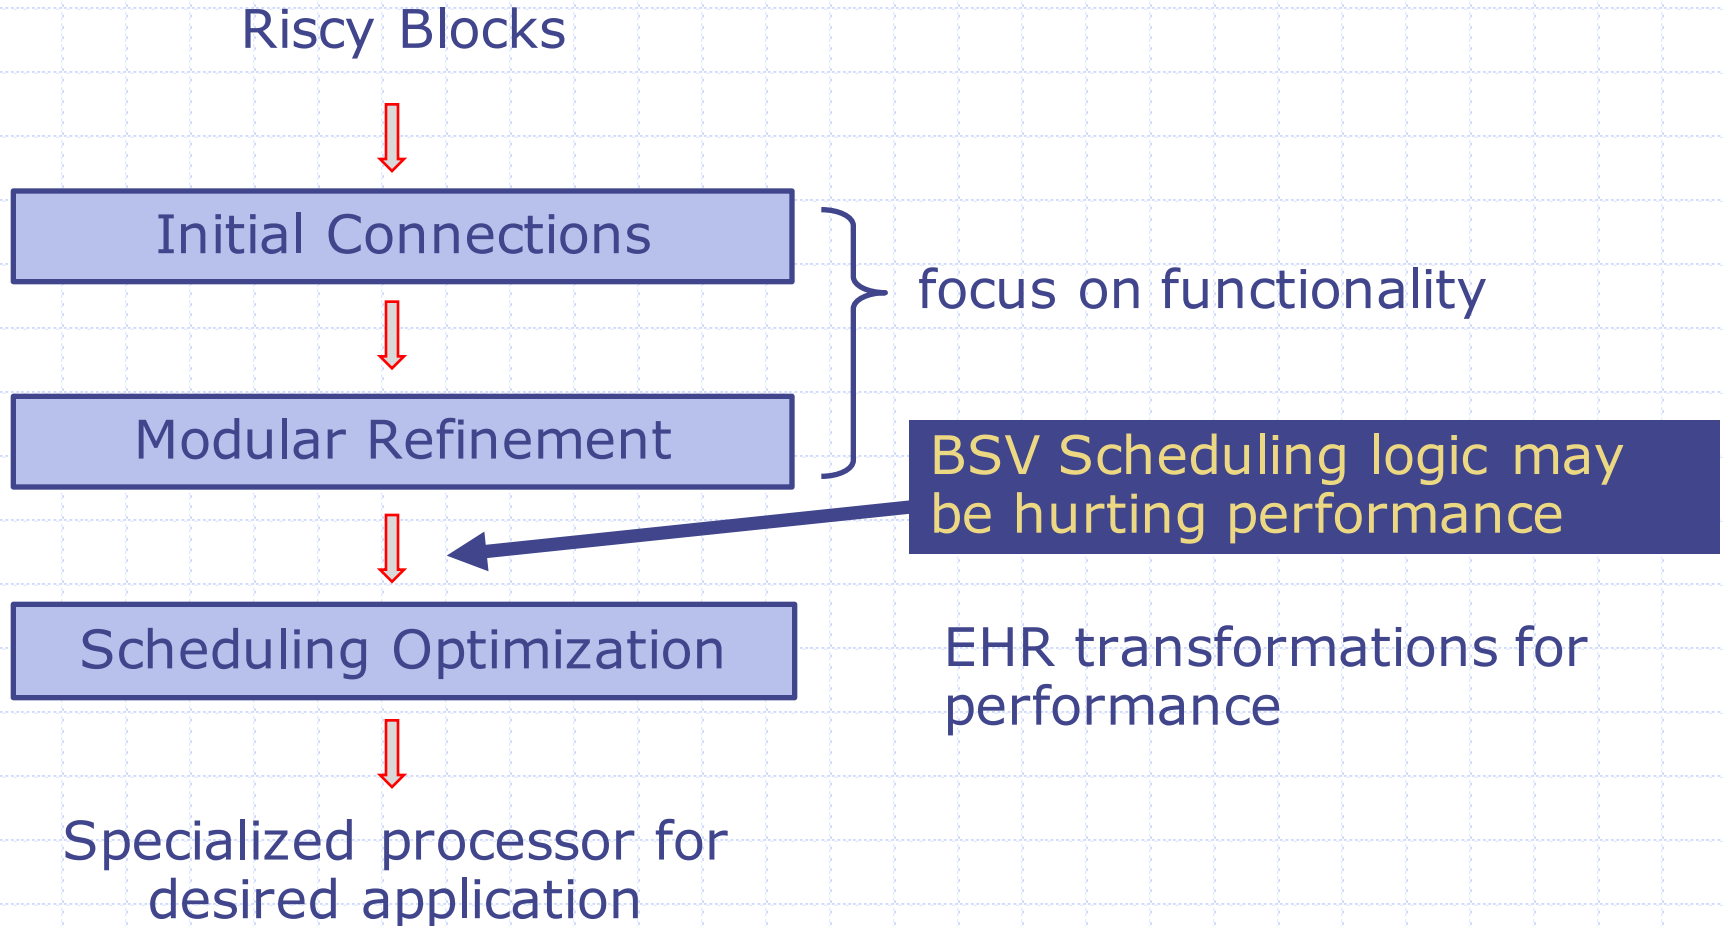 Riscy Blocks
Initial Connections
focus on functionality
Modular Refinement
BSV Scheduling logic may
be hurting performance
Scheduling Optimization
EHR transformations for
performance
Specialized processor for
desired application